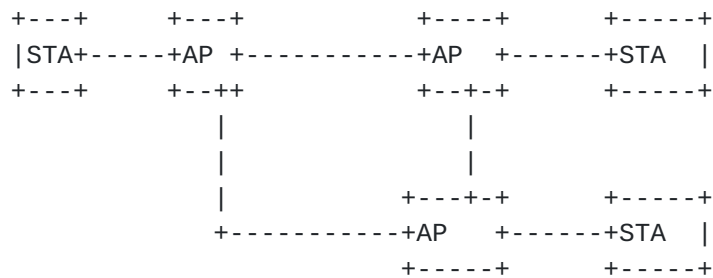 +---+     +---+          +----+      +-----+
|STA+-----+AP +----------+AP  +------+STA  |
+---+     +--++          +--+-+      +-----+
             |              |
             |              |
             |          +---+-+      +-----+
             +-----------+AP   +------+STA  |
                        +-----+      +-----+